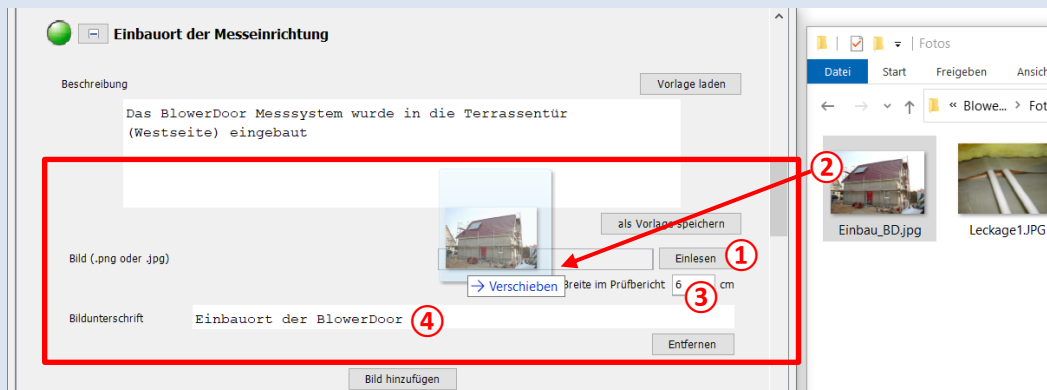 Einbauort der Messeinrichtung
Beschreibung
Vorlage laden
Das BlowerDoor Messsystem wurde in die Terrassentür
(Westseite) eingebaut
als Vorlage speichern
Bild (.png oder .jpg)
Einlesen
1
→ Verschieben
Breite im Prüfbericht 6 cm
3
Bildunterschrift
Einbauort der BlowerDoor
4
Entfernen
Bild hinzufügen
2
Fotos
Datei Start Freigeben Ansich
« Blowe... > Fot
Einbau_BD.jpg
Leckage1.JPG